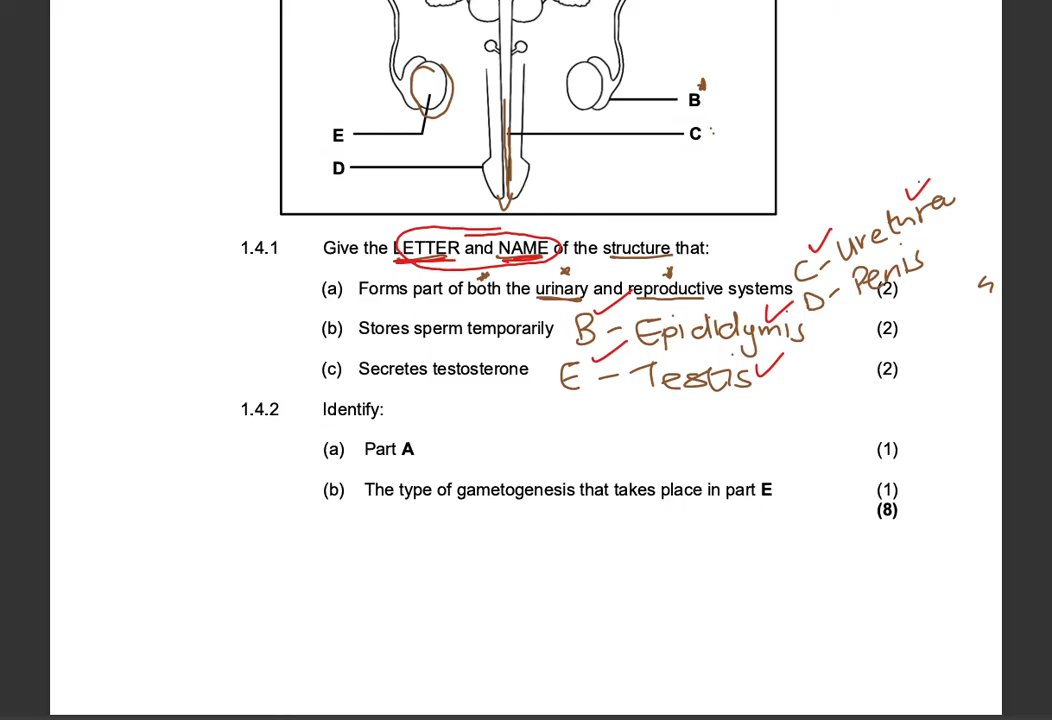 B
E
C
D
1.4.1 Give the LETTER and NAME of the structure that:
C - Urethra
(a) Forms part of both the urinary and reproductive systems (2)
D - Penis
(b) Stores sperm temporarily B - Epididymis (2)
(c) Secretes testosterone E - Testis (2)
1.4.2 Identify:
(a) Part A (1)
(b) The type of gametogenesis that takes place in part E (1)
(8)